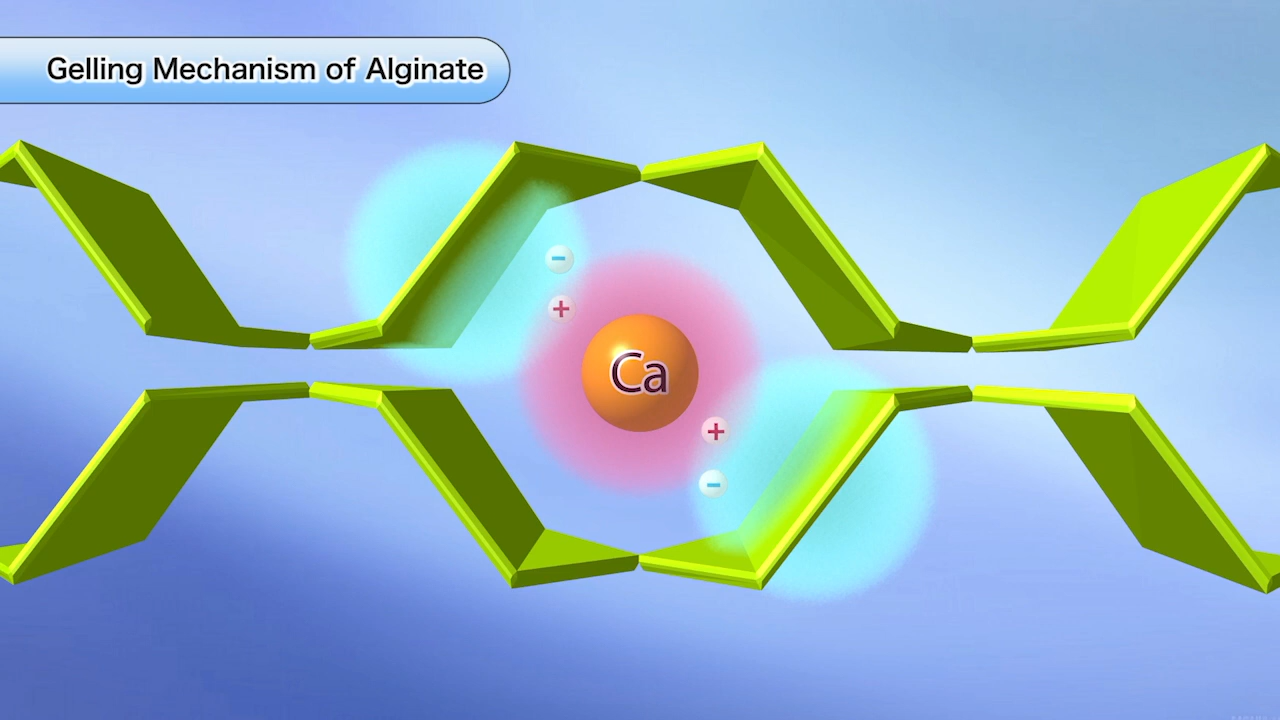 Gelling Mechanism of Alginate
−
+
Ca
+
−